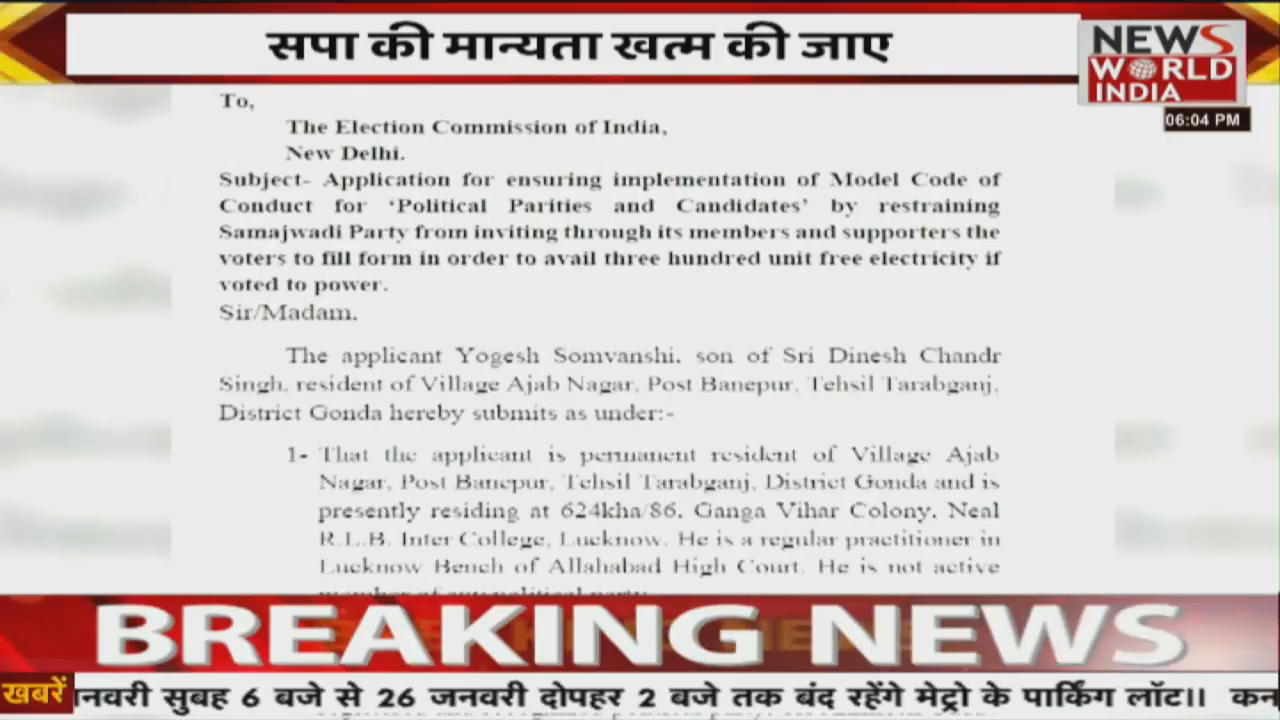 सपा की मान्यता खत्म की जाए
NEWS
WORLD
INDIA
06:04 PM
To,
The Election Commission of India,
New Delhi.
Subject- Application for ensuring implementation of Model Code of
Conduct for ‘Political Parities and Candidates’ by restraining
Samajwadi Party from inviting through its members and supporters the
voters to fill form in order to avail three hundred unit free electricity if
voted to power.
Sir/Madam,
The applicant Yogesh Somvanshi, son of Sri Dinesh Chandr
Singh, resident of Village Ajab Nagar, Post Banepur, Tehsil Tarabganj,
District Gonda hereby submits as under:-
1- That the applicant is permanent resident of Village Ajab
Nagar, Post Banepur, Tehsil Tarabganj, District Gonda and is
presently residing at 624kha/86, Ganga Vihar Colony, Neal
R.L.B. Inter College, Lucknow. He is a regular practitioner in
Lucknow Bench of Allahabad High Court. He is not active
member of any political party
BREAKING NEWS
खबरें
नवरी सुबह 6 बजे से 26 जनवरी दोपहर 2 बजे तक बंद रहेंगे मेट्रो के पार्किंग लॉट।। कन